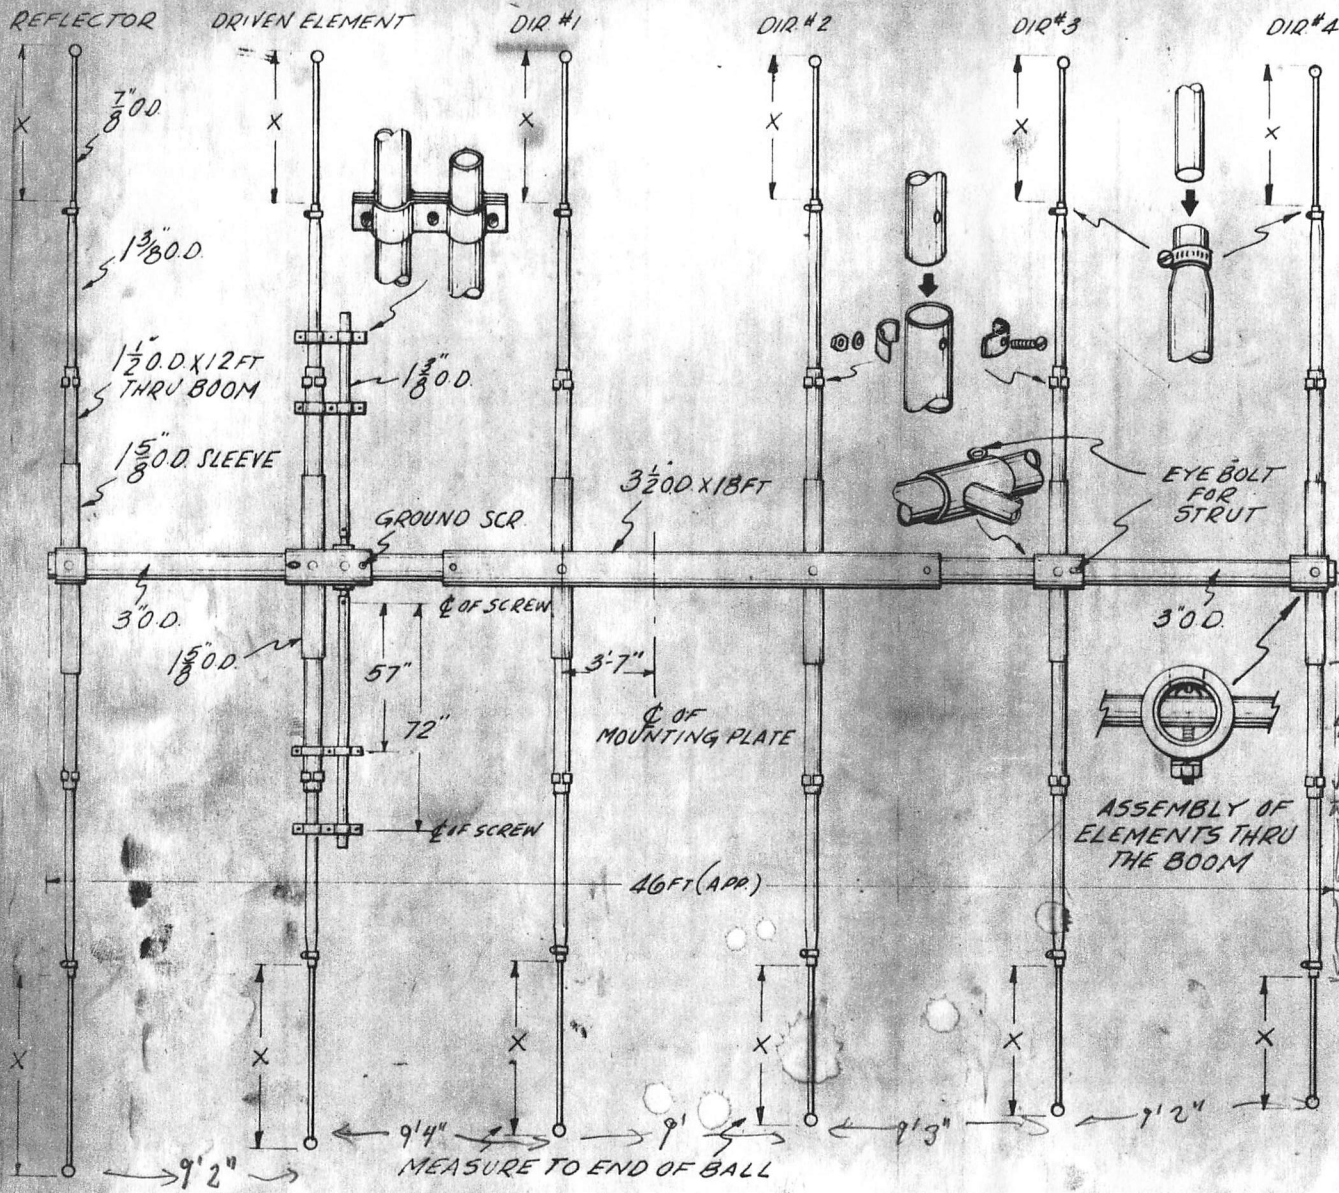 REFLECTOR
DRIVEN ELEMENT
DIR #1
DIR #2
DIR #3
DIR #4
X
X
X
X
X
X
7/8" O.D.
1 3/8" O.D.
1 1/2" O.D. X 12 FT
THRU BOOM
1 3/8" O.D.
1 5/8" O.D. SLEEVE
GROUND SCR.
3 1/2" O.D. X 18 FT
EYE BOLT
FOR
STRUT
3" O.D.
℄ OF SCREW
3" O.D.
1 5/8" O.D.
57"
3'-7"
72"
℄ OF
MOUNTING PLATE
℄ OF SCREW
ASSEMBLY OF
ELEMENTS THRU
THE BOOM
46 FT (APP.)
X
X
X
X
X
X
9'2"
9'4"
9'
9'3"
9'2"
MEASURE TO END OF BALL